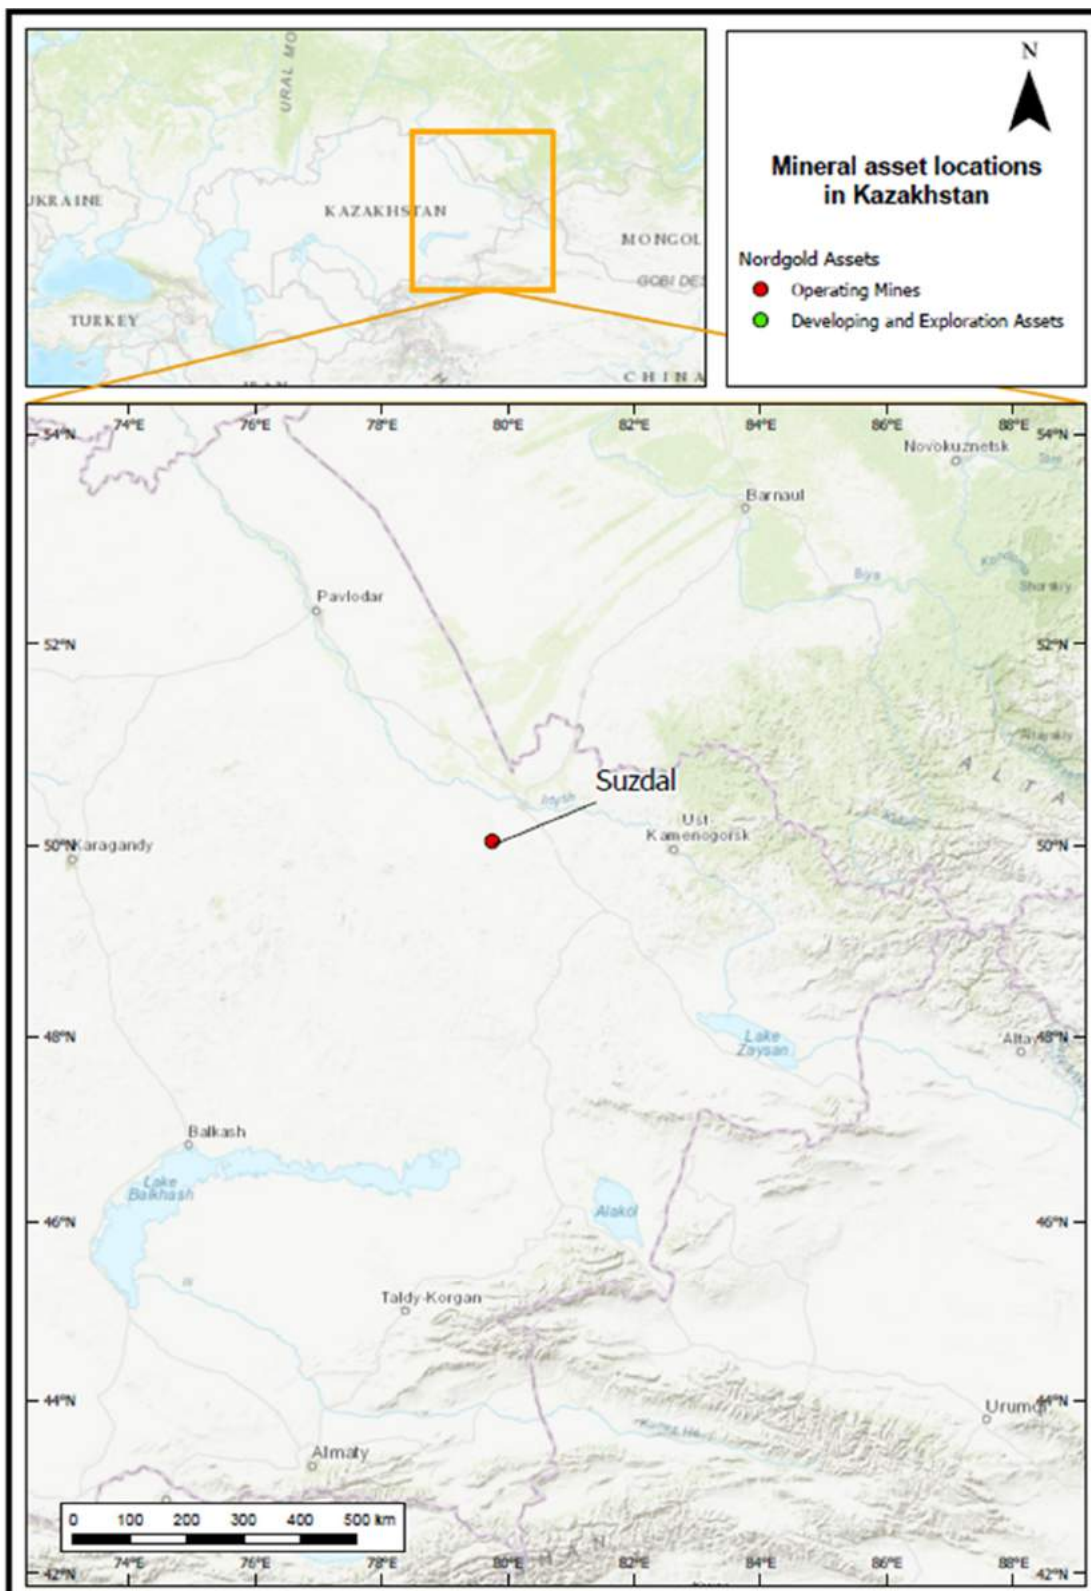 URAL MO
UKRAINE
KAZAKHSTAN
MONGOL
GOBI DES
TURKEY
CHINA
N
Mineral asset locations
in Kazakhstan
Nordgold Assets
Operating Mines
Developing and Exploration Assets
74°E 76°E 78°E 80°E 82°E 84°E 86°E 88°E
54°N 54°N
Novokuznetsk
Barnaul
Biya
Pavlodar
52°N 52°N
ALTA
Suzdal
Irtysh
Ust
Kamenogorsk
50°N 50°N
Karagandy
48°N 48°N
Lake
Zaysan
Altay
Balkash
Lake
Balkhash
46°N 46°N
Alakol
Taldy-Korgan
44°N 44°N
Urumqi
Almaty
0 100 200 300 400 500 km
HAN
42°N 42°N
74°E 76°E 78°E 80°E 82°E 84°E 86°E 88°E